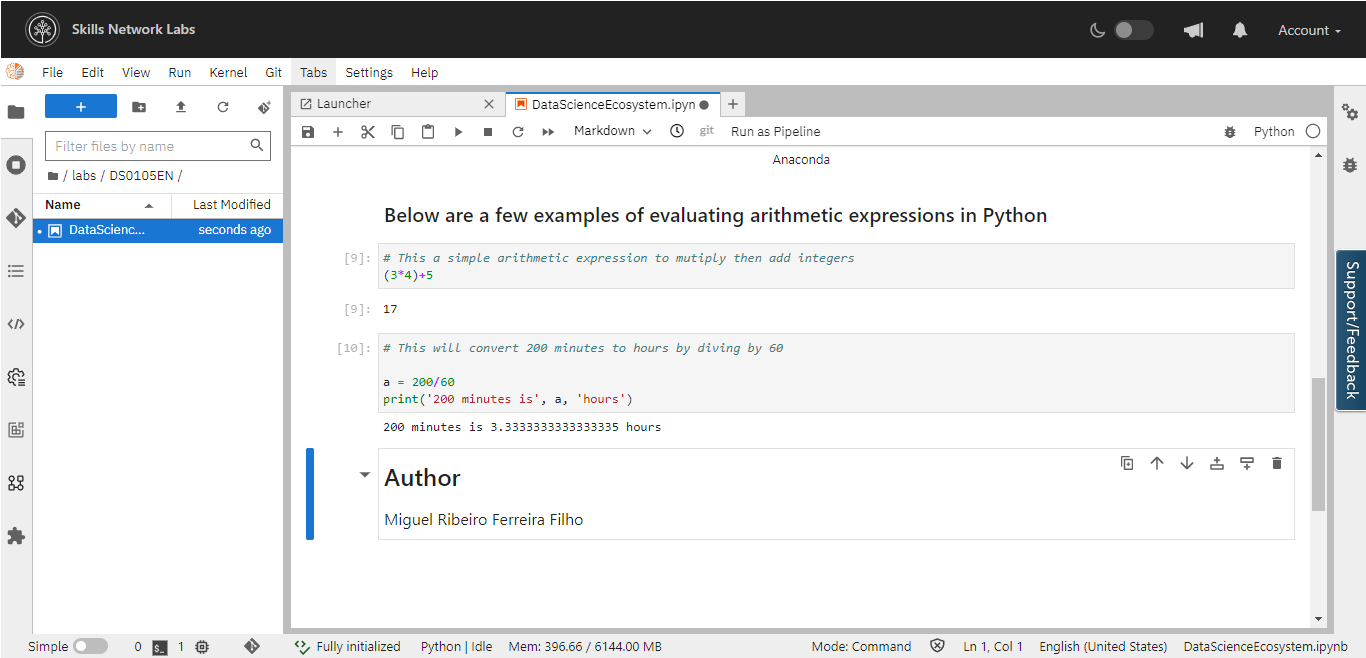 Skills Network Labs
Account
File Edit View Run Kernel Git Tabs Settings Help
+
Filter files by name
/ labs / DS0105EN /
Name Last Modified
DataScienc... seconds ago
Launcher
DataScienceEcosystem.ipyn
Markdown
git
Run as Pipeline
Python
Anaconda
Below are a few examples of evaluating arithmetic expressions in Python
[9]: # This a simple arithmetic expression to mutiply then add integers
(3*4)+5
[9]: 17
[10]: # This will convert 200 minutes to hours by diving by 60
a = 200/60
print('200 minutes is', a, 'hours')
200 minutes is 3.3333333333333335 hours
Author
Miguel Ribeiro Ferreira Filho
Support/Feedback
Simple 0 $_ 1 Fully initialized Python | Idle Mem: 396.66 / 6144.00 MB Mode: Command Ln 1, Col 1 English (United States) DataScienceEcosystem.ipynb